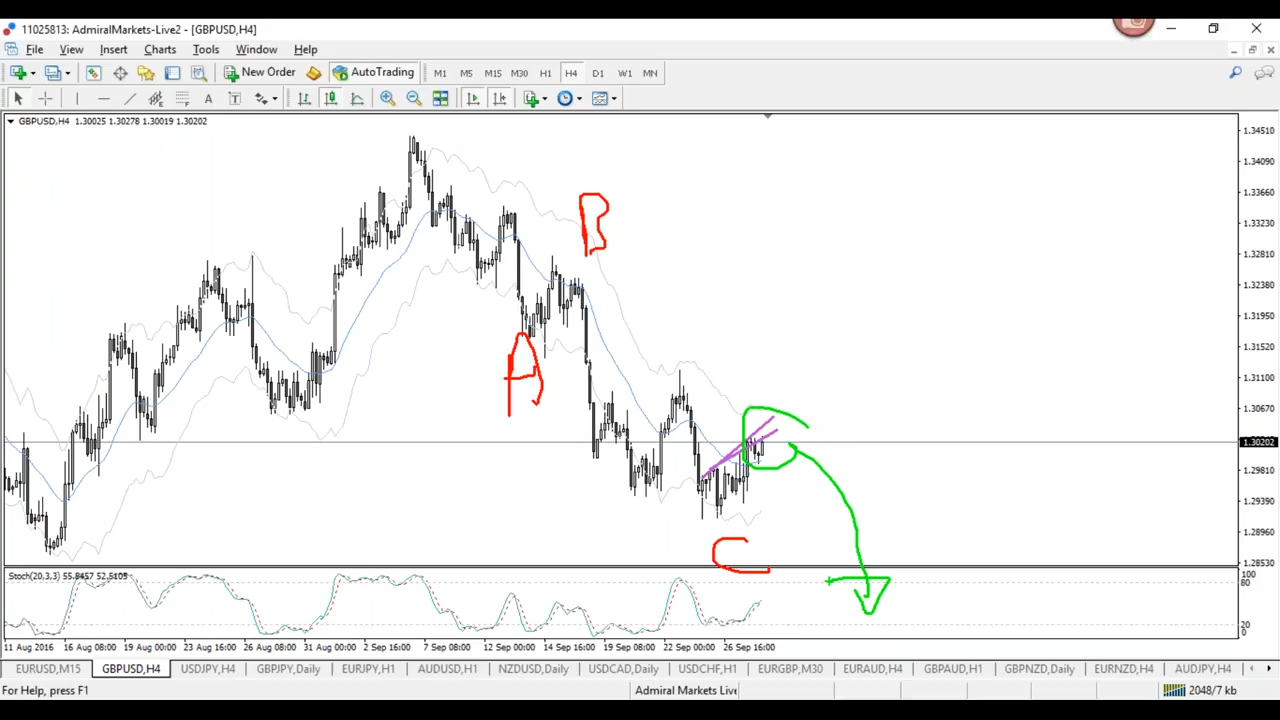 11025813: AdmiralMarkets-Live2 - [GBPUSD,H4]
File View Insert Charts Tools Window Help
New Order AutoTrading M1 M5 M15 M30 H1 H4 D1 W1 MN
A T
GBPUSD,H4 1.30025 1.30278 1.30019 1.30202
1.34510
1.34090
1.33660
1.33230
1.32810
1.32380
1.31950
1.31520
1.31100
1.30670
1.30202
1.29810
1.29390
1.28960
1.28530
B
A
C
Stoch(20,3,3) 55.8457 52.5105
100
80
20
0
11 Aug 2016 16 Aug 08:00 19 Aug 00:00 23 Aug 16:00 26 Aug 08:00 31 Aug 00:00 2 Sep 16:00 7 Sep 08:00 12 Sep 00:00 14 Sep 16:00 19 Sep 08:00 22 Sep 00:00 26 Sep 16:00
EURUSD,M15 GBPUSD,H4 USDJPY,H4 GBPJPY,Daily EURJPY,H1 AUDUSD,H1 NZDUSD,Daily USDCAD,Daily USDCHF,H1 EURGBP,M30 EURAUD,H4 GBPAUD,H1 GBPNZD,Daily EURNZD,H4 AUDJPY,H4
For Help, press F1 Admiral Markets Live 2048/7 kb